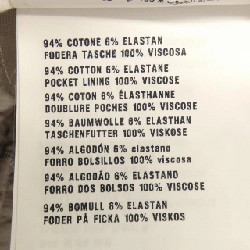 94% COTONE 6% ELASTAN
FODERA TASCHE 100% VISCOSA
94% COTTON 6% ELASTANE
POCKET LINING 100% VISCOSE
94% COTON 6% ÉLASTHANNE
DOUBLURE POCHES 100% VISCOSE
94% BAUMWOLLE 6% ELASTHAN
TASCHENFUTTER 100% VISKOSE
94% ALGODÓN 6% elastano
FORRO BOLSILLOS 100% viscosa
94% ALGODÃO 6% ELASTANO
FORRO DOS BOLSOS 100% VISCOSE
94% BOMULL 6% ELASTAN
FODER PÅ FICKA 100% VISKOS